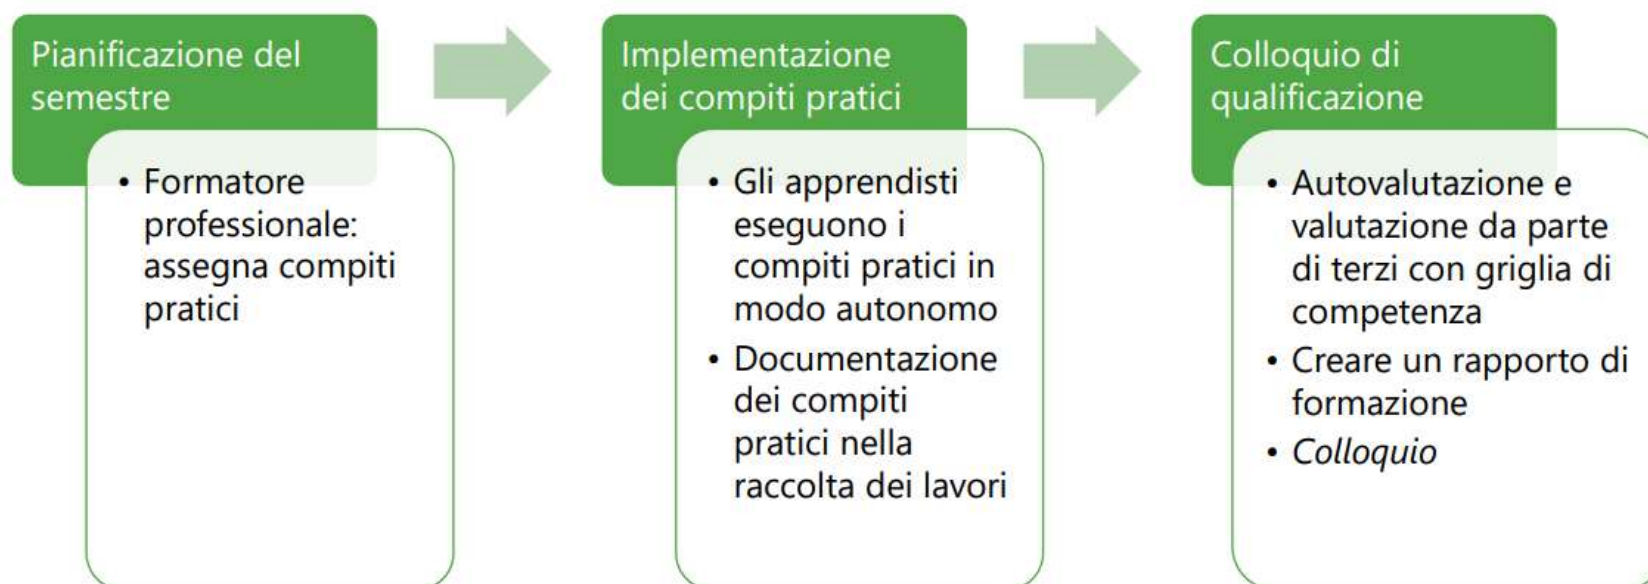 Pianificazione del
semestre
• Formatore
professionale:
assegna compiti
pratici
Implementazione
dei compiti pratici
• Gli apprendisti
eseguono i
compiti pratici in
modo autonomo
• Documentazione
dei compiti
pratici nella
raccolta dei lavori
Colloquio di
qualificazione
• Autovalutazione e
valutazione da parte
di terzi con griglia di
competenza
• Creare un rapporto di
formazione
• Colloquio